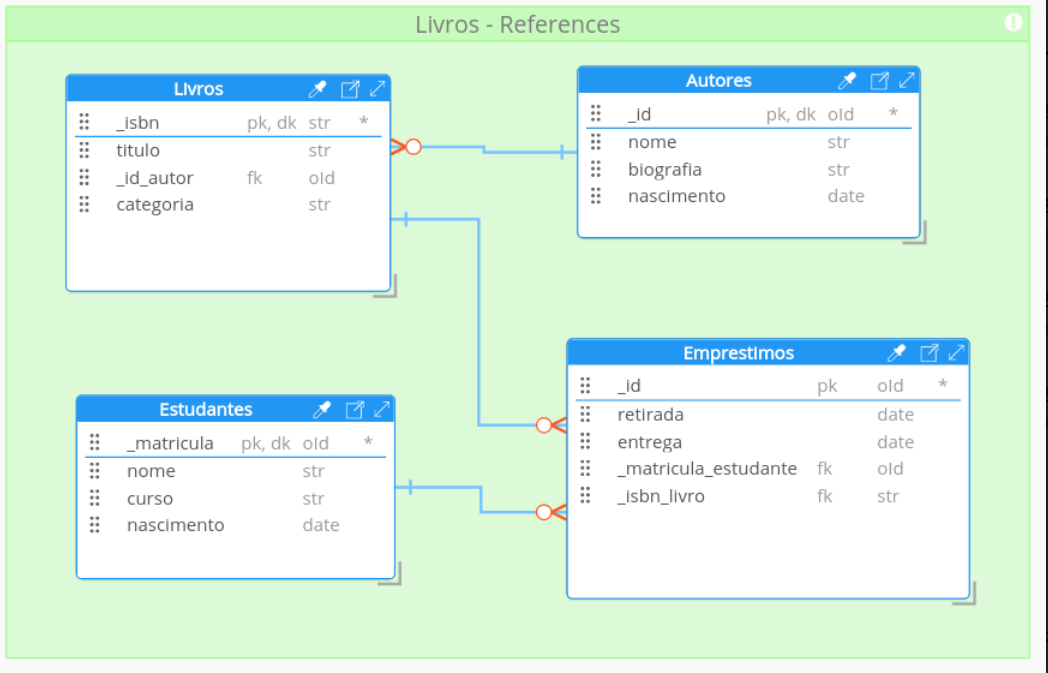 Livros - References
Livros
_isbn pk, dk str *
titulo str
_id_autor fk oId
categoria str
Autores
_id pk, dk oId *
nome str
biografia str
nascimento date
Estudantes
_matricula pk, dk oId *
nome str
curso str
nascimento date
Emprestimos
_id pk oId *
retirada date
entrega date
_matricula_estudante fk oId
_isbn_livro fk str